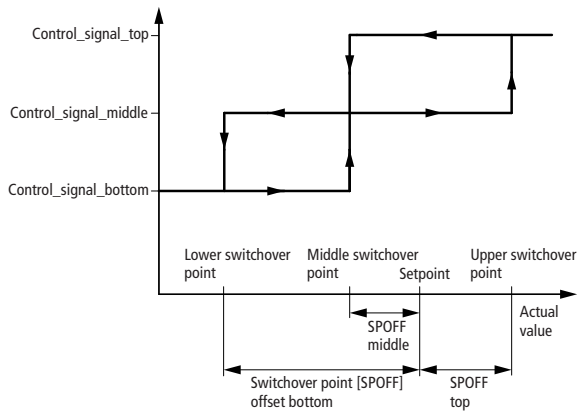 Control_signal_top
Control_signal_middle
Control_signal_bottom
Lower switchover
point
Middle switchover
point
Setpoint
Upper switchover
point
Actual
value
SPOFF
middle
Switchover point [SPOFF]
offset bottom
SPOFF
top